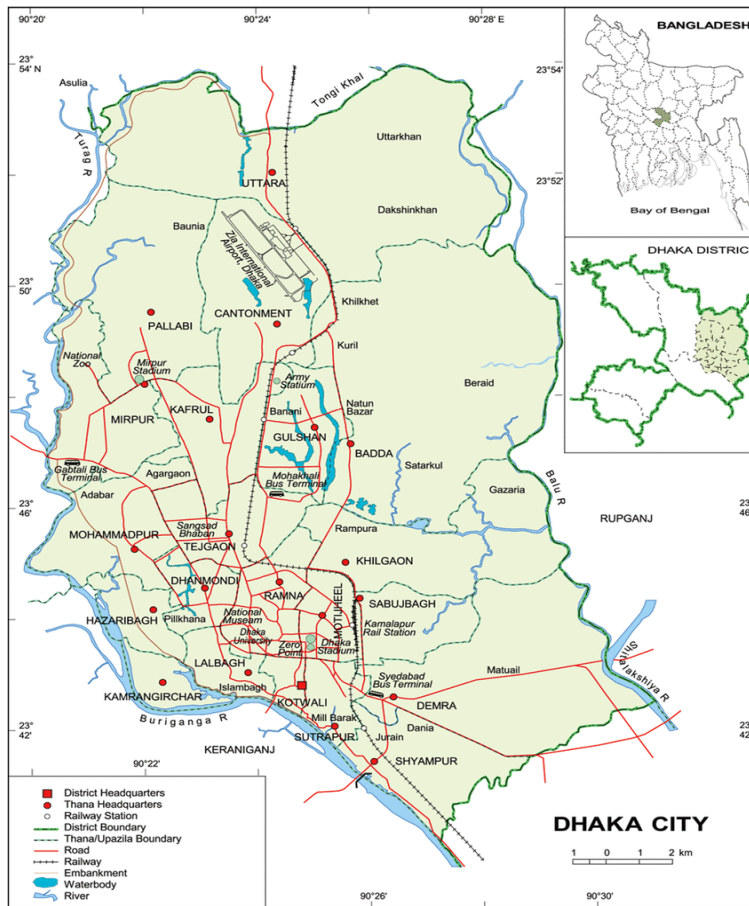 90°20'
90°24'
90°28' E
23°
54' N
Asulia
Turag R
Tongi Khal
23°54'
Uttarkhan
UTTARA
23°52'
Dakshinkhan
Baunia
Zia International
Airport, Dhaka
23°
50'
Khilkhet
PALLABI
CANTONMENT
Kuril
National
Zoo
Mirpur
Stadium
Army
Statium
Beraid
MIRPUR
KAFRUL
Banani
Natun
Bazar
GULSHAN
BADDA
Gabtali Bus
Termidal
Agargaon
Mohakhali
Bus Terminal
Satarkul
Adabar
Gazaria
Balu R
23°
46'
RUPGANJ
MOHAMMADPUR
Sangsad
Bhaban
TEJGAON
Rampura
KHILGAON
DHANMONDI
RAMNA
SABUJBAGH
HAZARIBAGH
Pillkhana
National
Museam
MOTIJHEEL
Kamalapur
Rail Station
Dhaka
University
Zero
Point
Dhaka
Stadium
LALBAGH
Islambagh
Syedabad
Bus Terminal
Matuail
Shitalakshiya R
KAMRANGIRCHAR
KOTWALI
DEMRA
Buriganga R
Mill Barak
Dania
23°
42'
KERANIGANJ
SUTRAPUR
Jurain
SHYAMPUR
90°22'
90°26'
90°30'
BANGLADESH
Bay of Bengal
DHAKA DISTRICT
District Headquarters
Thana Headquarters
Railway Station
District Boundary
Thana/Upazila Boundary
Road
Railway
Embankment
Waterbody
River
DHAKA CITY
1 0 1 2 km